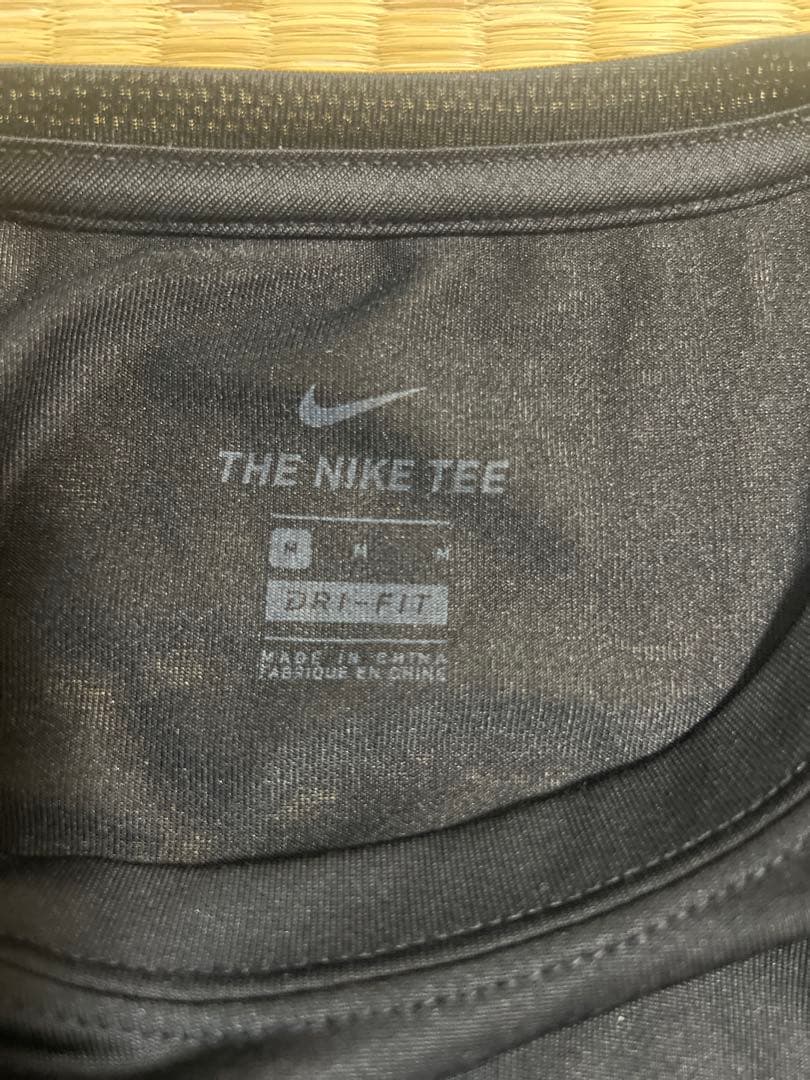 THE NIKE TEE
M M M
DRI-FIT
MADE IN CHINA
FABRIQUE EN CHINE